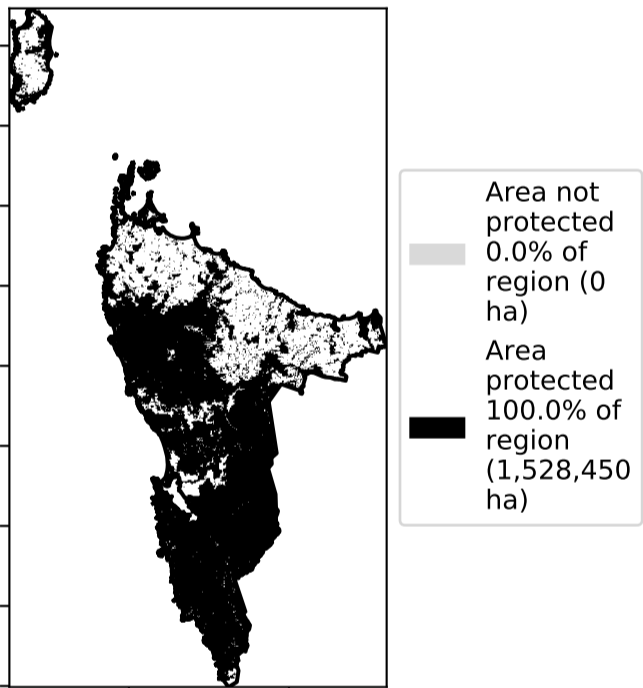 Area not
protected
0.0% of
region (0
ha)
Area
protected
100.0% of
region
(1,528,450
ha)